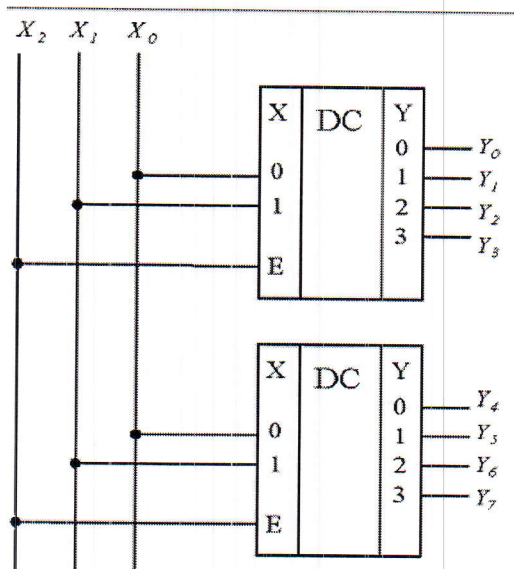 X₂ X₁ X₀
X DC Y
0 Y₀
0 1 Y₁
1 2 Y₂
3 Y₃
E
X DC Y
0 Y₄
0 1 Y₅
1 2 Y₆
3 Y₇
E